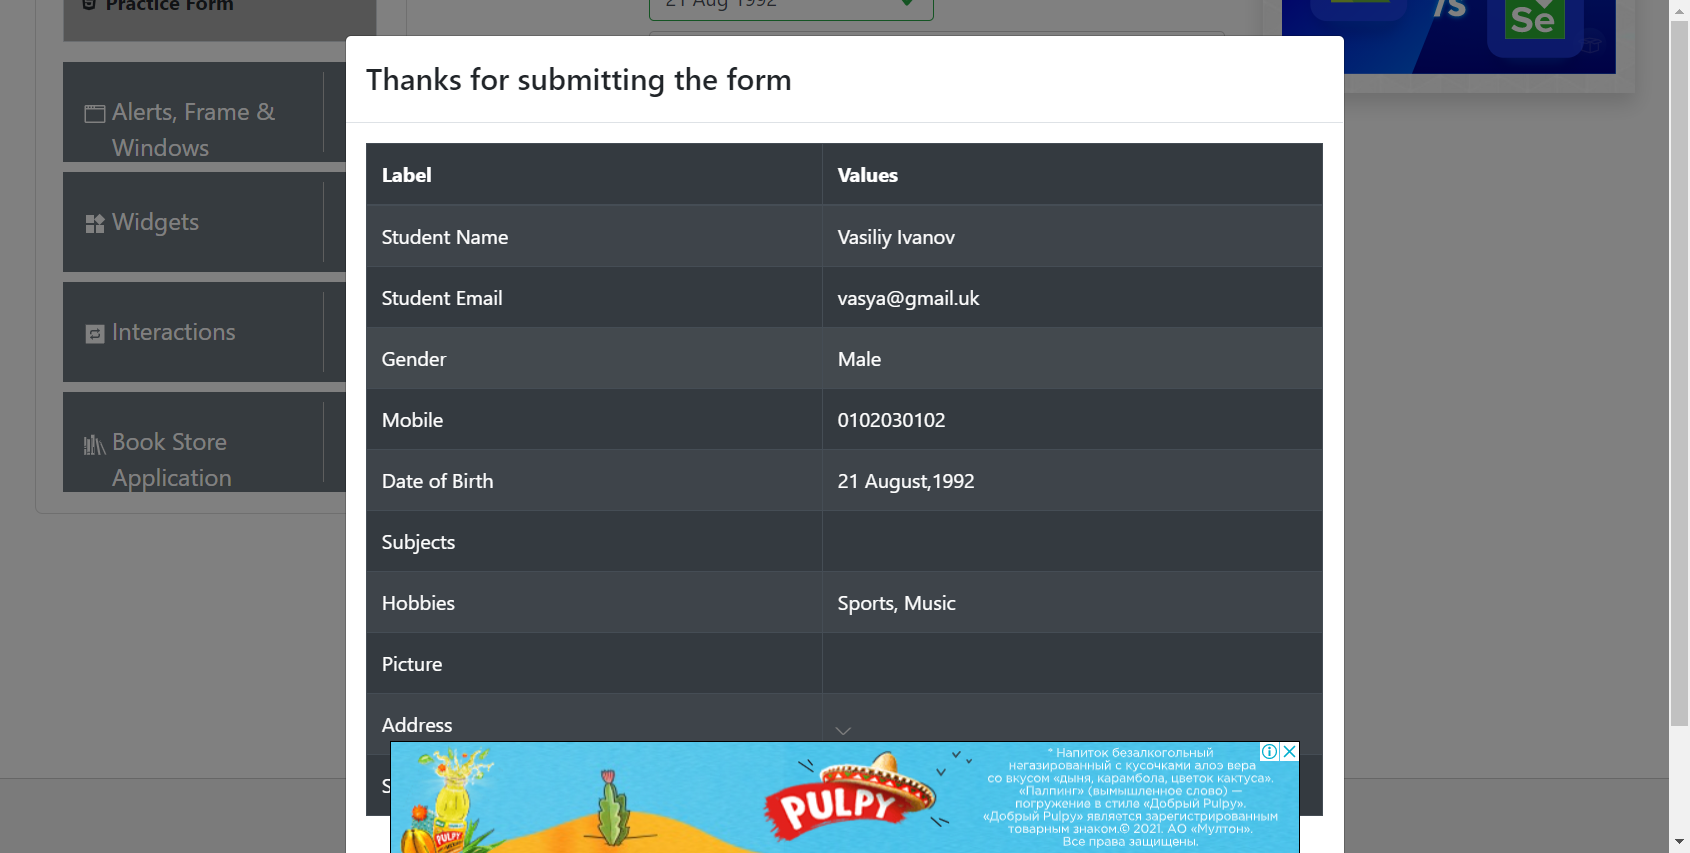 Practice Form
21 Aug 1992
/s
Se
Thanks for submitting the form
Alerts, Frame &
Windows
Widgets
Interactions
Book Store
Application
Label Values
Student Name Vasiliy Ivanov
Student Email vasya@gmail.uk
Gender Male
Mobile 0102030102
Date of Birth 21 August,1992
Subjects
Hobbies Sports, Music
Picture
Address
S
PULPY
PULPY
* Напиток безалкогольный
негазированный с кусочками алоэ вера
со вкусом «дыня, карамбола, цветок кактуса».
«Палпинг» (вымышленное слово) —
погружение в стиле «Добрый Pulpy».
«Добрый Pulpy» является зарегистрированным
товарным знаком.© 2021. АО «Мултон».
Все права защищены.